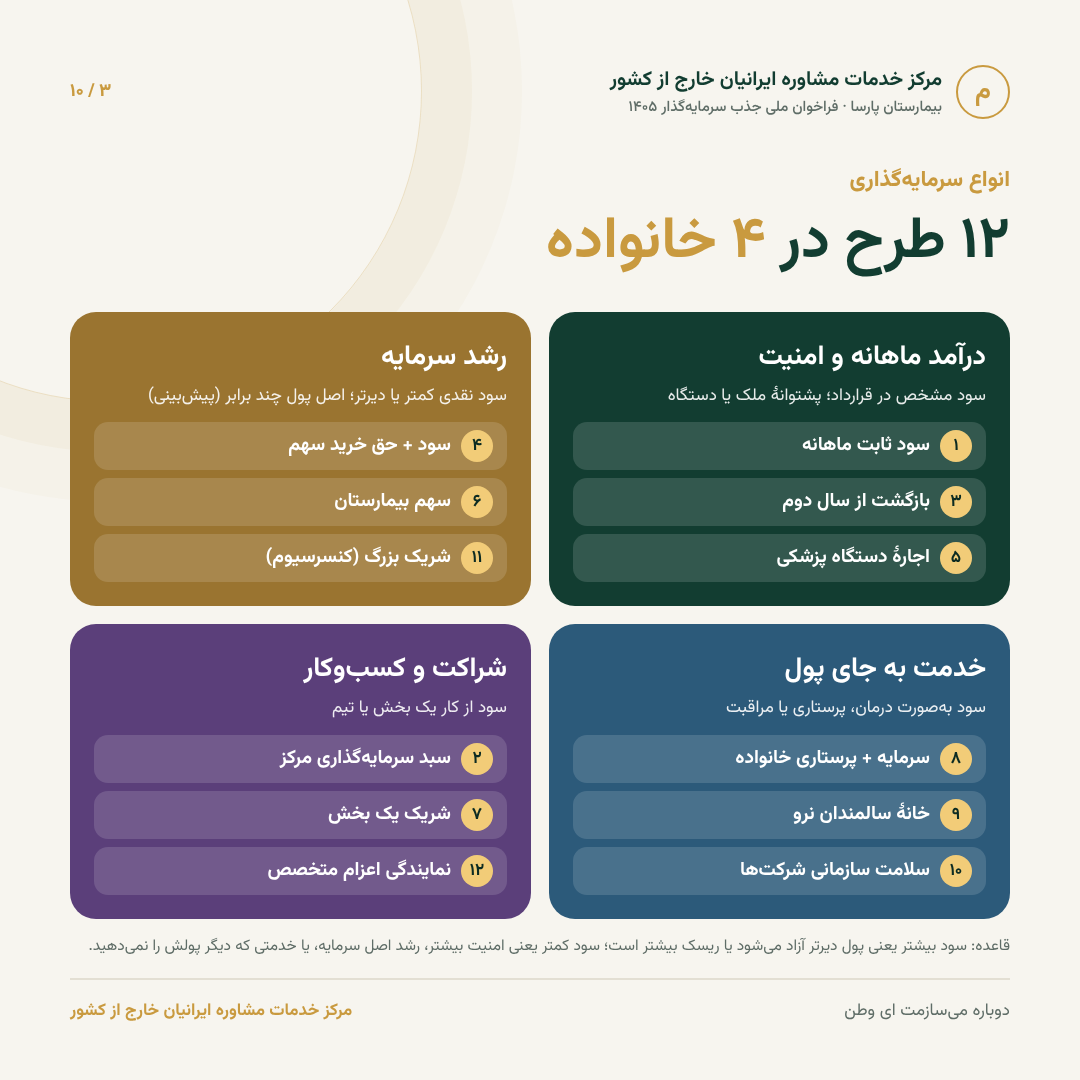 م
مرکز خدمات مشاوره ایرانیان خارج از کشور
بیمارستان پارسا · فراخوان ملی جذب سرمایه‌گذار ۱۴۰۵
۳ / ۱۰
انواع سرمایه‌گذاری
۱۲ طرح در ۴ خانواده
درآمد ماهانه و امنیت
سود مشخص در قرارداد؛ پشتوانهٔ ملک یا دستگاه
۱ سود ثابت ماهانه
۳ بازگشت از سال دوم
۵ اجارهٔ دستگاه پزشکی
رشد سرمایه
سود نقدی کمتر یا دیرتر؛ اصل پول چند برابر (پیش‌بینی)
۴ سود + حق خرید سهم
۶ سهم بیمارستان
۱۱ شریک بزرگ (کنسرسیوم)
خدمت به جای پول
سود به‌صورت درمان، پرستاری یا مراقبت
۸ سرمایه + پرستاری خانواده
۹ خانهٔ سالمندان نرو
۱۰ سلامت سازمانی شرکت‌ها
شراکت و کسب‌وکار
سود از کار یک بخش یا تیم
۲ سبد سرمایه‌گذاری مرکز
۷ شریک یک بخش
۱۲ نمایندگی اعزام متخصص
قاعده: سود بیشتر یعنی پول دیرتر آزاد می‌شود یا ریسک بیشتر است؛ سود کمتر یعنی امنیت بیشتر، رشد اصل سرمایه، یا خدمتی که دیگر پولش را نمی‌دهید.
دوباره می‌سازمت ای وطن
مرکز خدمات مشاوره ایرانیان خارج از کشور